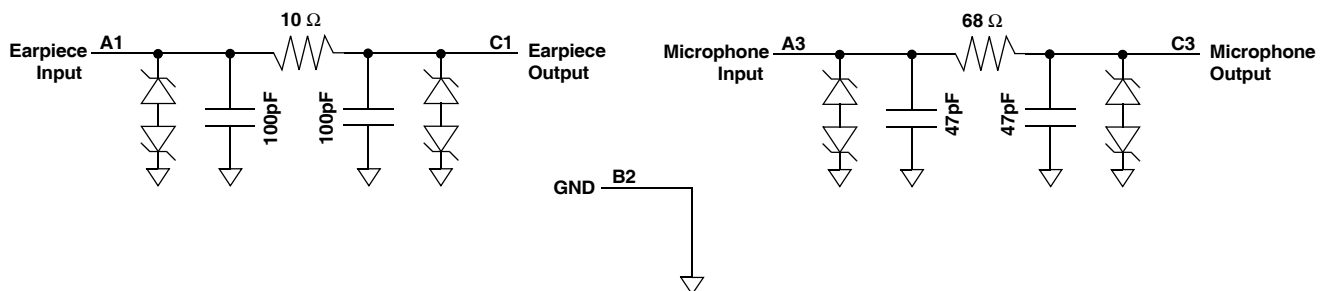 10 Ω
Earpiece
Input
A1
C1
Earpiece
Output
100pF
100pF
68 Ω
Microphone
Input
A3
C3
Microphone
Output
47pF
47pF
GND
B2